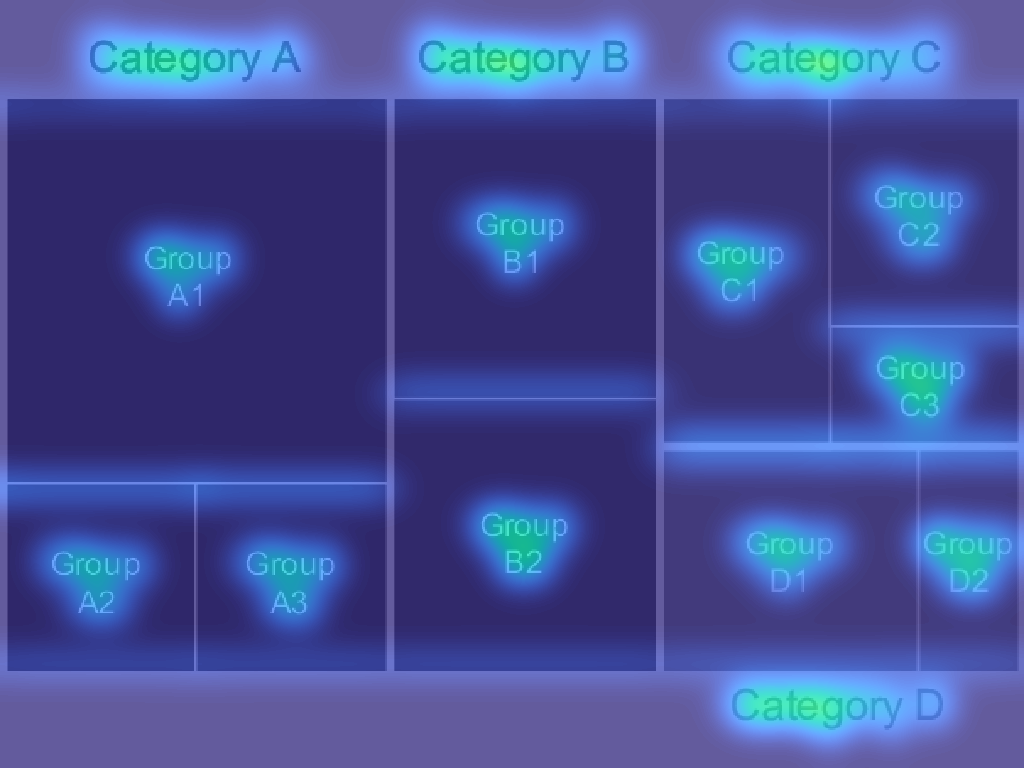 Category A
Category B
Category C
Group
A1
Group
B1
Group
C1
Group
C2
Group
C3
Group
A2
Group
A3
Group
B2
Group
D1
Group
D2
Category D